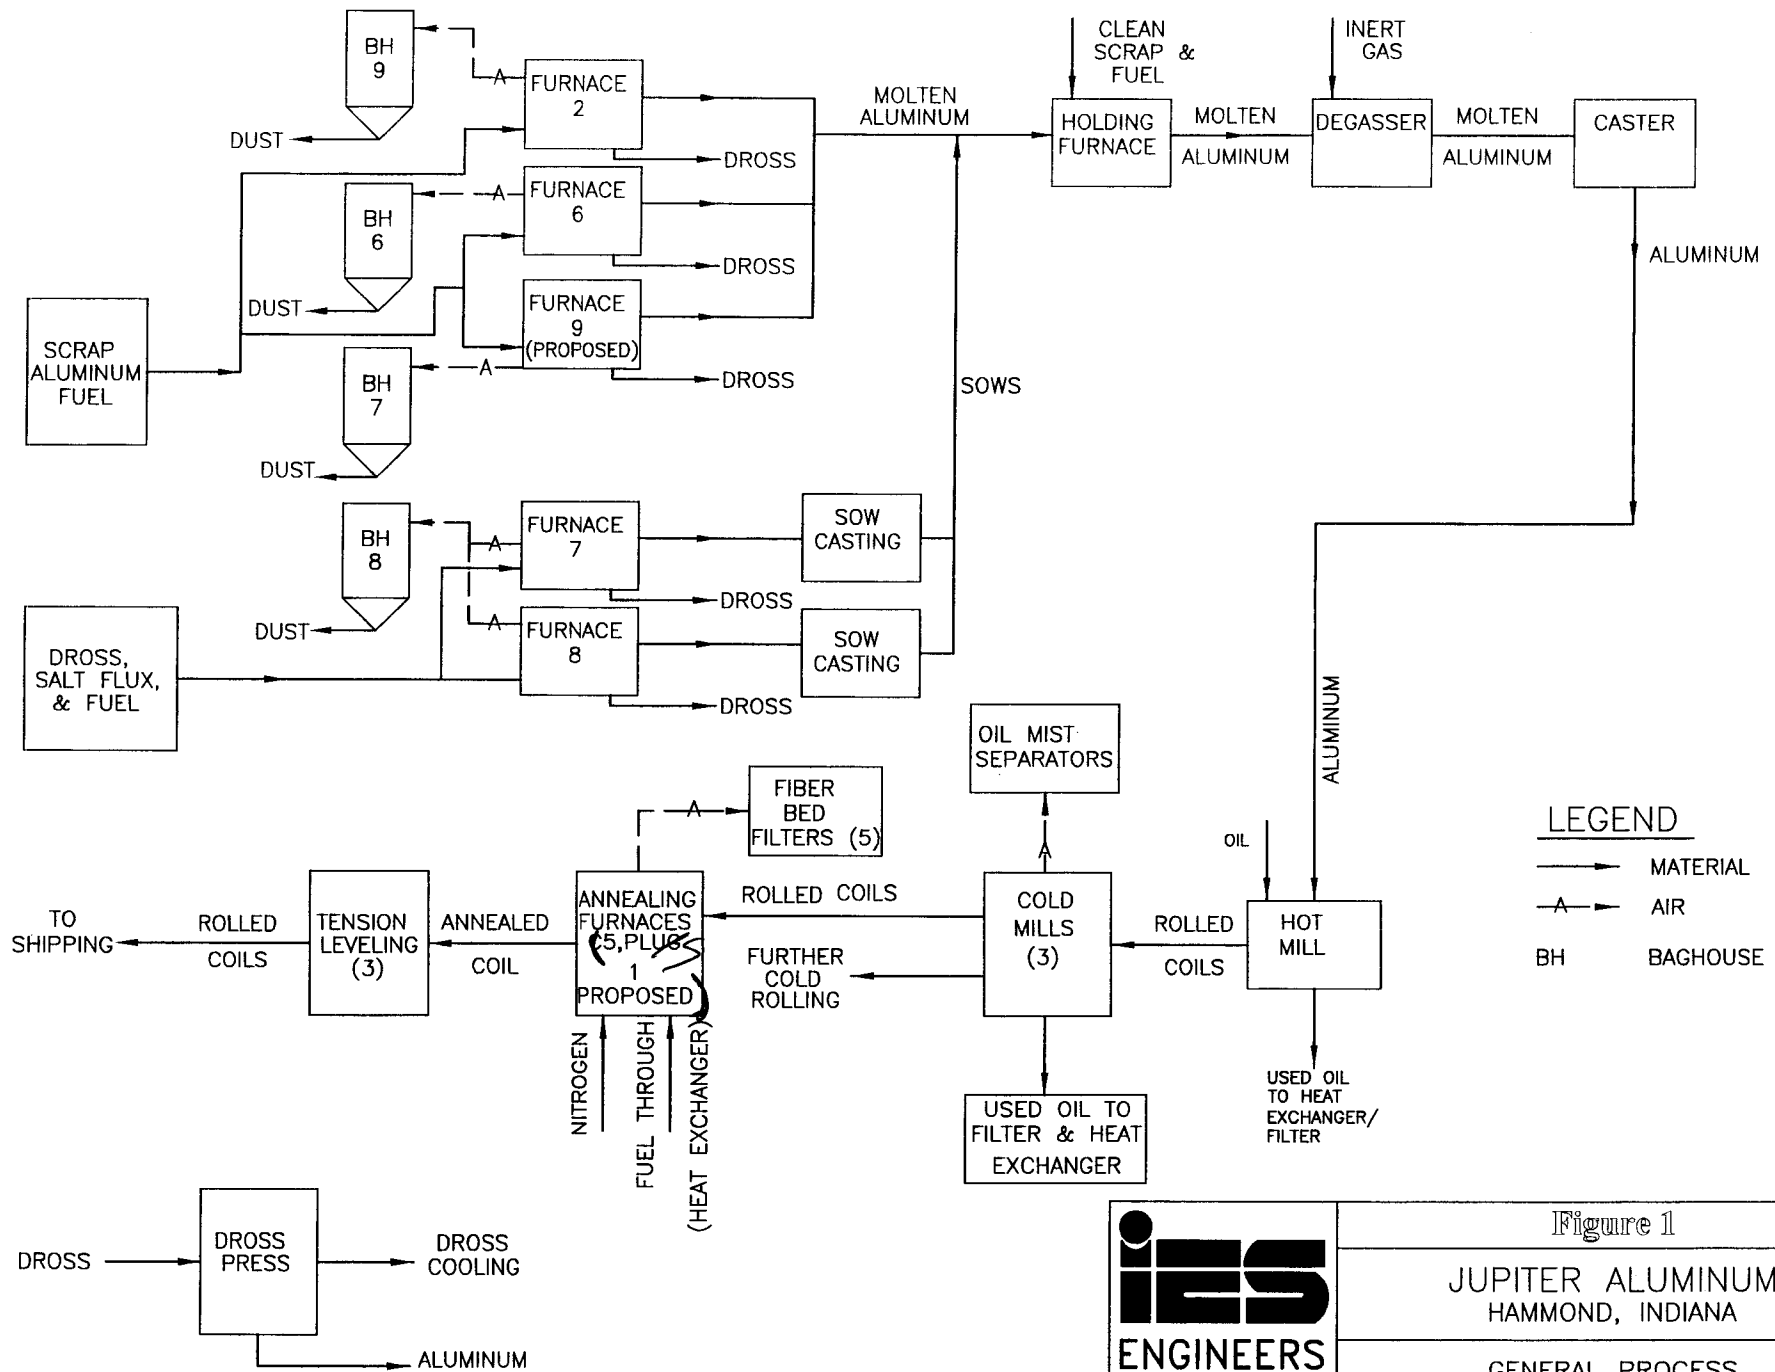 BH
9
DUST
FURNACE
2
DROSS
BH
6
DUST
FURNACE
6
DROSS
FURNACE
9
(PROPOSED)
DROSS
BH
7
DUST
SCRAP
ALUMINUM
FUEL
MOLTEN
ALUMINUM
CLEAN
SCRAP &
FUEL
HOLDING
FURNACE
MOLTEN
ALUMINUM
INERT
GAS
DEGASSER
MOLTEN
ALUMINUM
CASTER
ALUMINUM
A
A
A
SOWS
BH
8
DUST
A
A
FURNACE
7
DROSS
SOW
CASTING
FURNACE
8
DROSS
SOW
CASTING
DROSS,
SALT FLUX,
& FUEL
ALUMINUM
OIL MIST
SEPARATORS
A
FIBER
BED
FILTERS (5)
A
OIL
HOT
MILL
ROLLED
COILS
COLD
MILLS
(3)
ROLLED COILS
FURTHER
COLD
ROLLING
ANNEALING
FURNACES
(5, PLUS
1
PROPOSED)
ANNEALED
COIL
TENSION
LEVELING
(3)
ROLLED
COILS
TO
SHIPPING
NITROGEN
FUEL THROUGH
(HEAT EXCHANGER)
USED OIL TO
FILTER & HEAT
EXCHANGER
USED OIL
TO HEAT
EXCHANGER/
FILTER
LEGEND
MATERIAL
A AIR
BH BAGHOUSE
DROSS
DROSS
PRESS
DROSS
COOLING
ALUMINUM
iES
ENGINEERS
Figure 1
JUPITER ALUMINUM
HAMMOND, INDIANA
GENERAL PROCESS